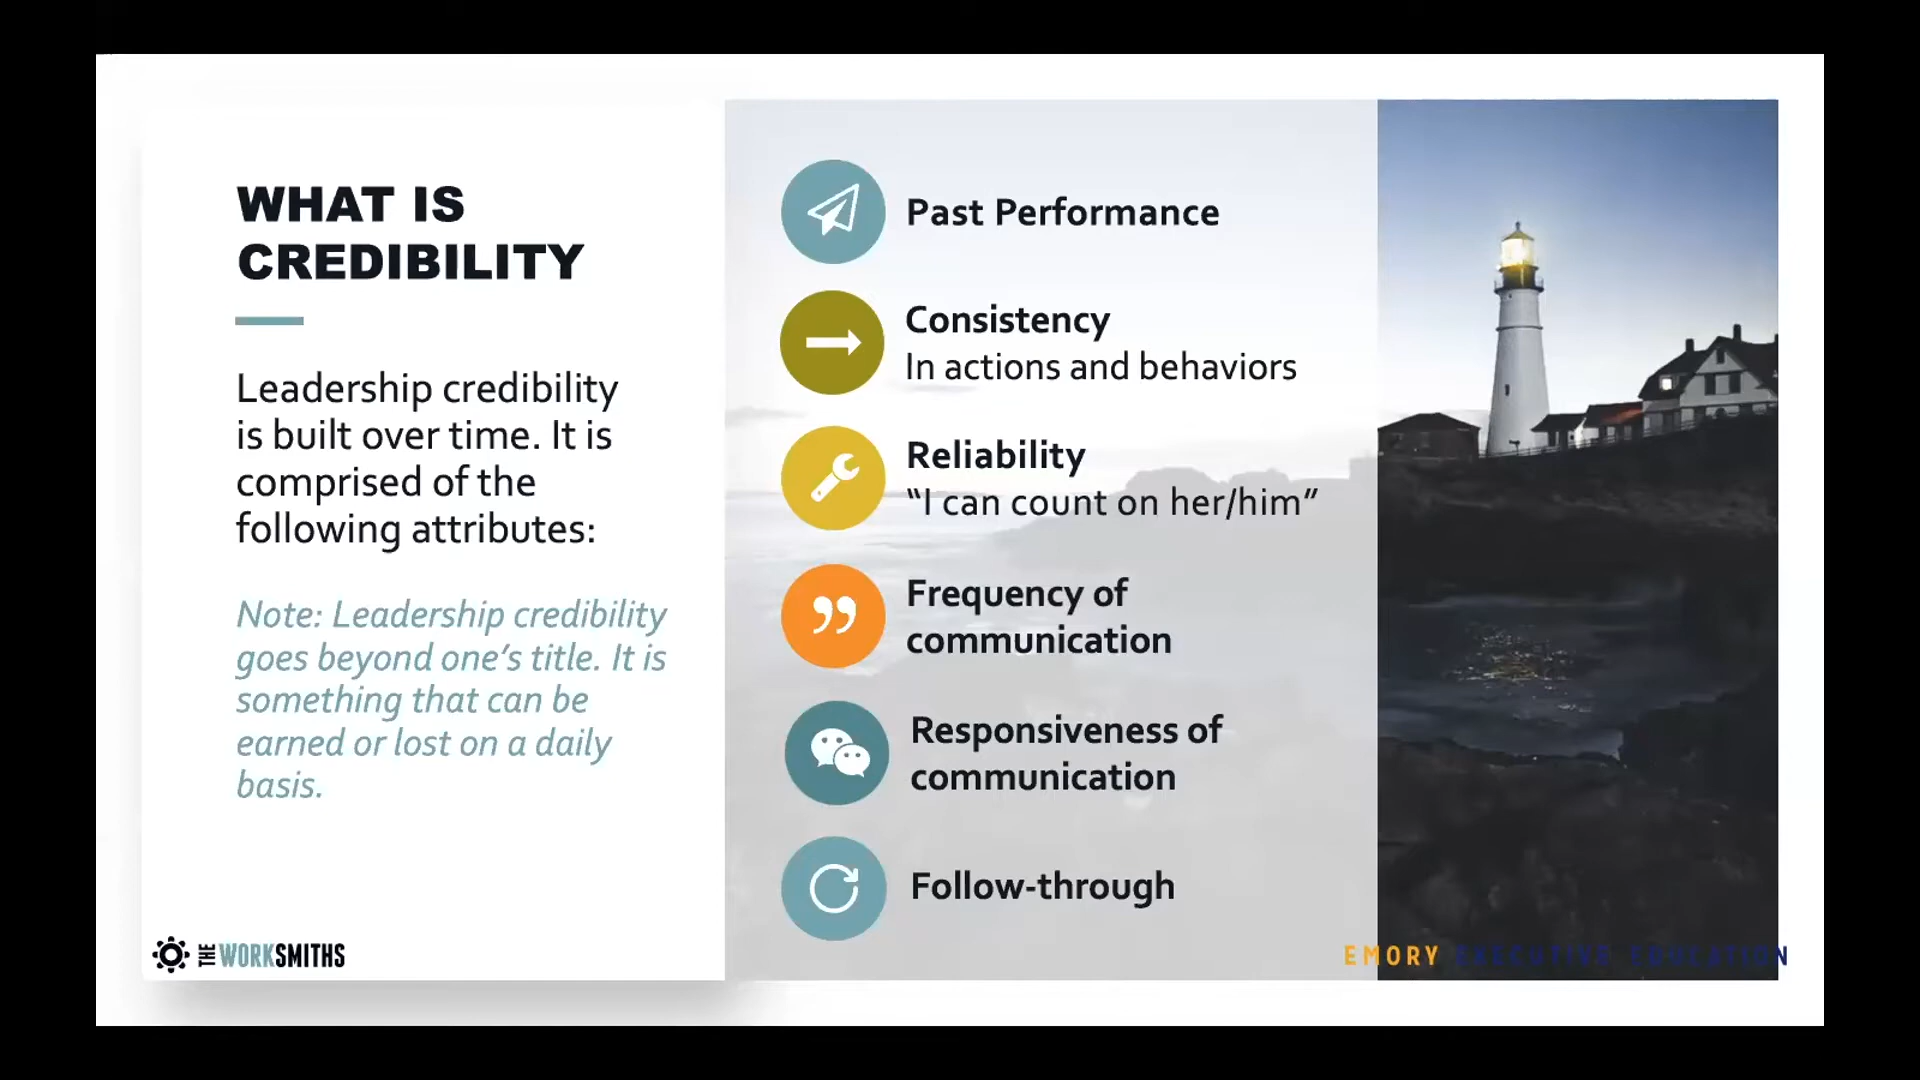 WHAT IS
CREDIBILITY
Leadership credibility
is built over time. It is
comprised of the
following attributes:
Note: Leadership credibility
goes beyond one’s title. It is
something that can be
earned or lost on a daily
basis.
THE WORKSMITHS
Past Performance
Consistency
In actions and behaviors
Reliability
“I can count on her/him”
Frequency of
communication
Responsiveness of
communication
Follow-through
EMORY EXECUTIVE EDUCATION